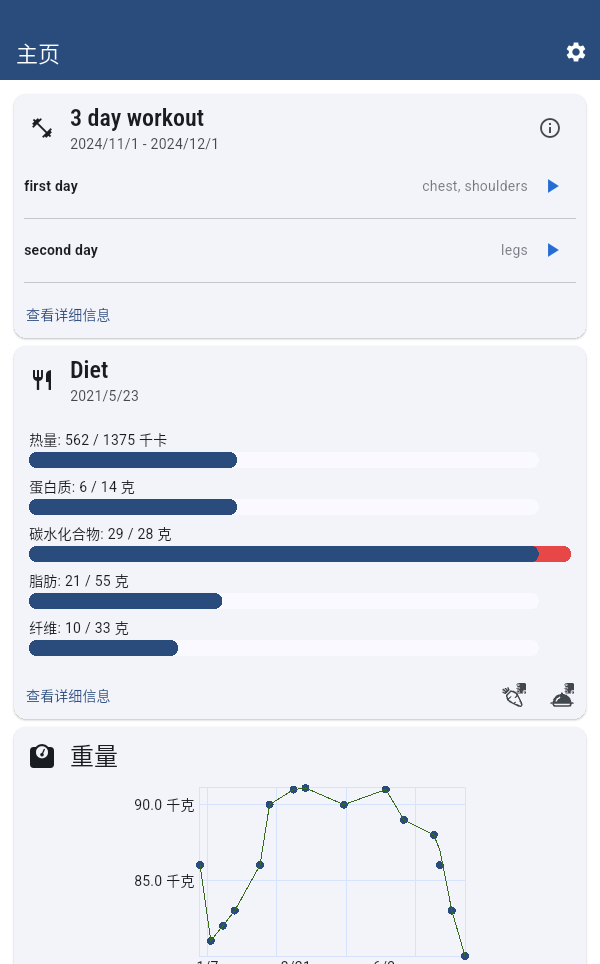 主页
3 day workout
2024/11/1 - 2024/12/1
first day chest, shoulders
second day legs
查看详细信息
Diet
2021/5/23
热量: 562 / 1375 千卡
蛋白质: 6 / 14 克
碳水化合物: 29 / 28 克
脂肪: 21 / 55 克
纤维: 10 / 33 克
查看详细信息
重量
90.0 千克
85.0 千克